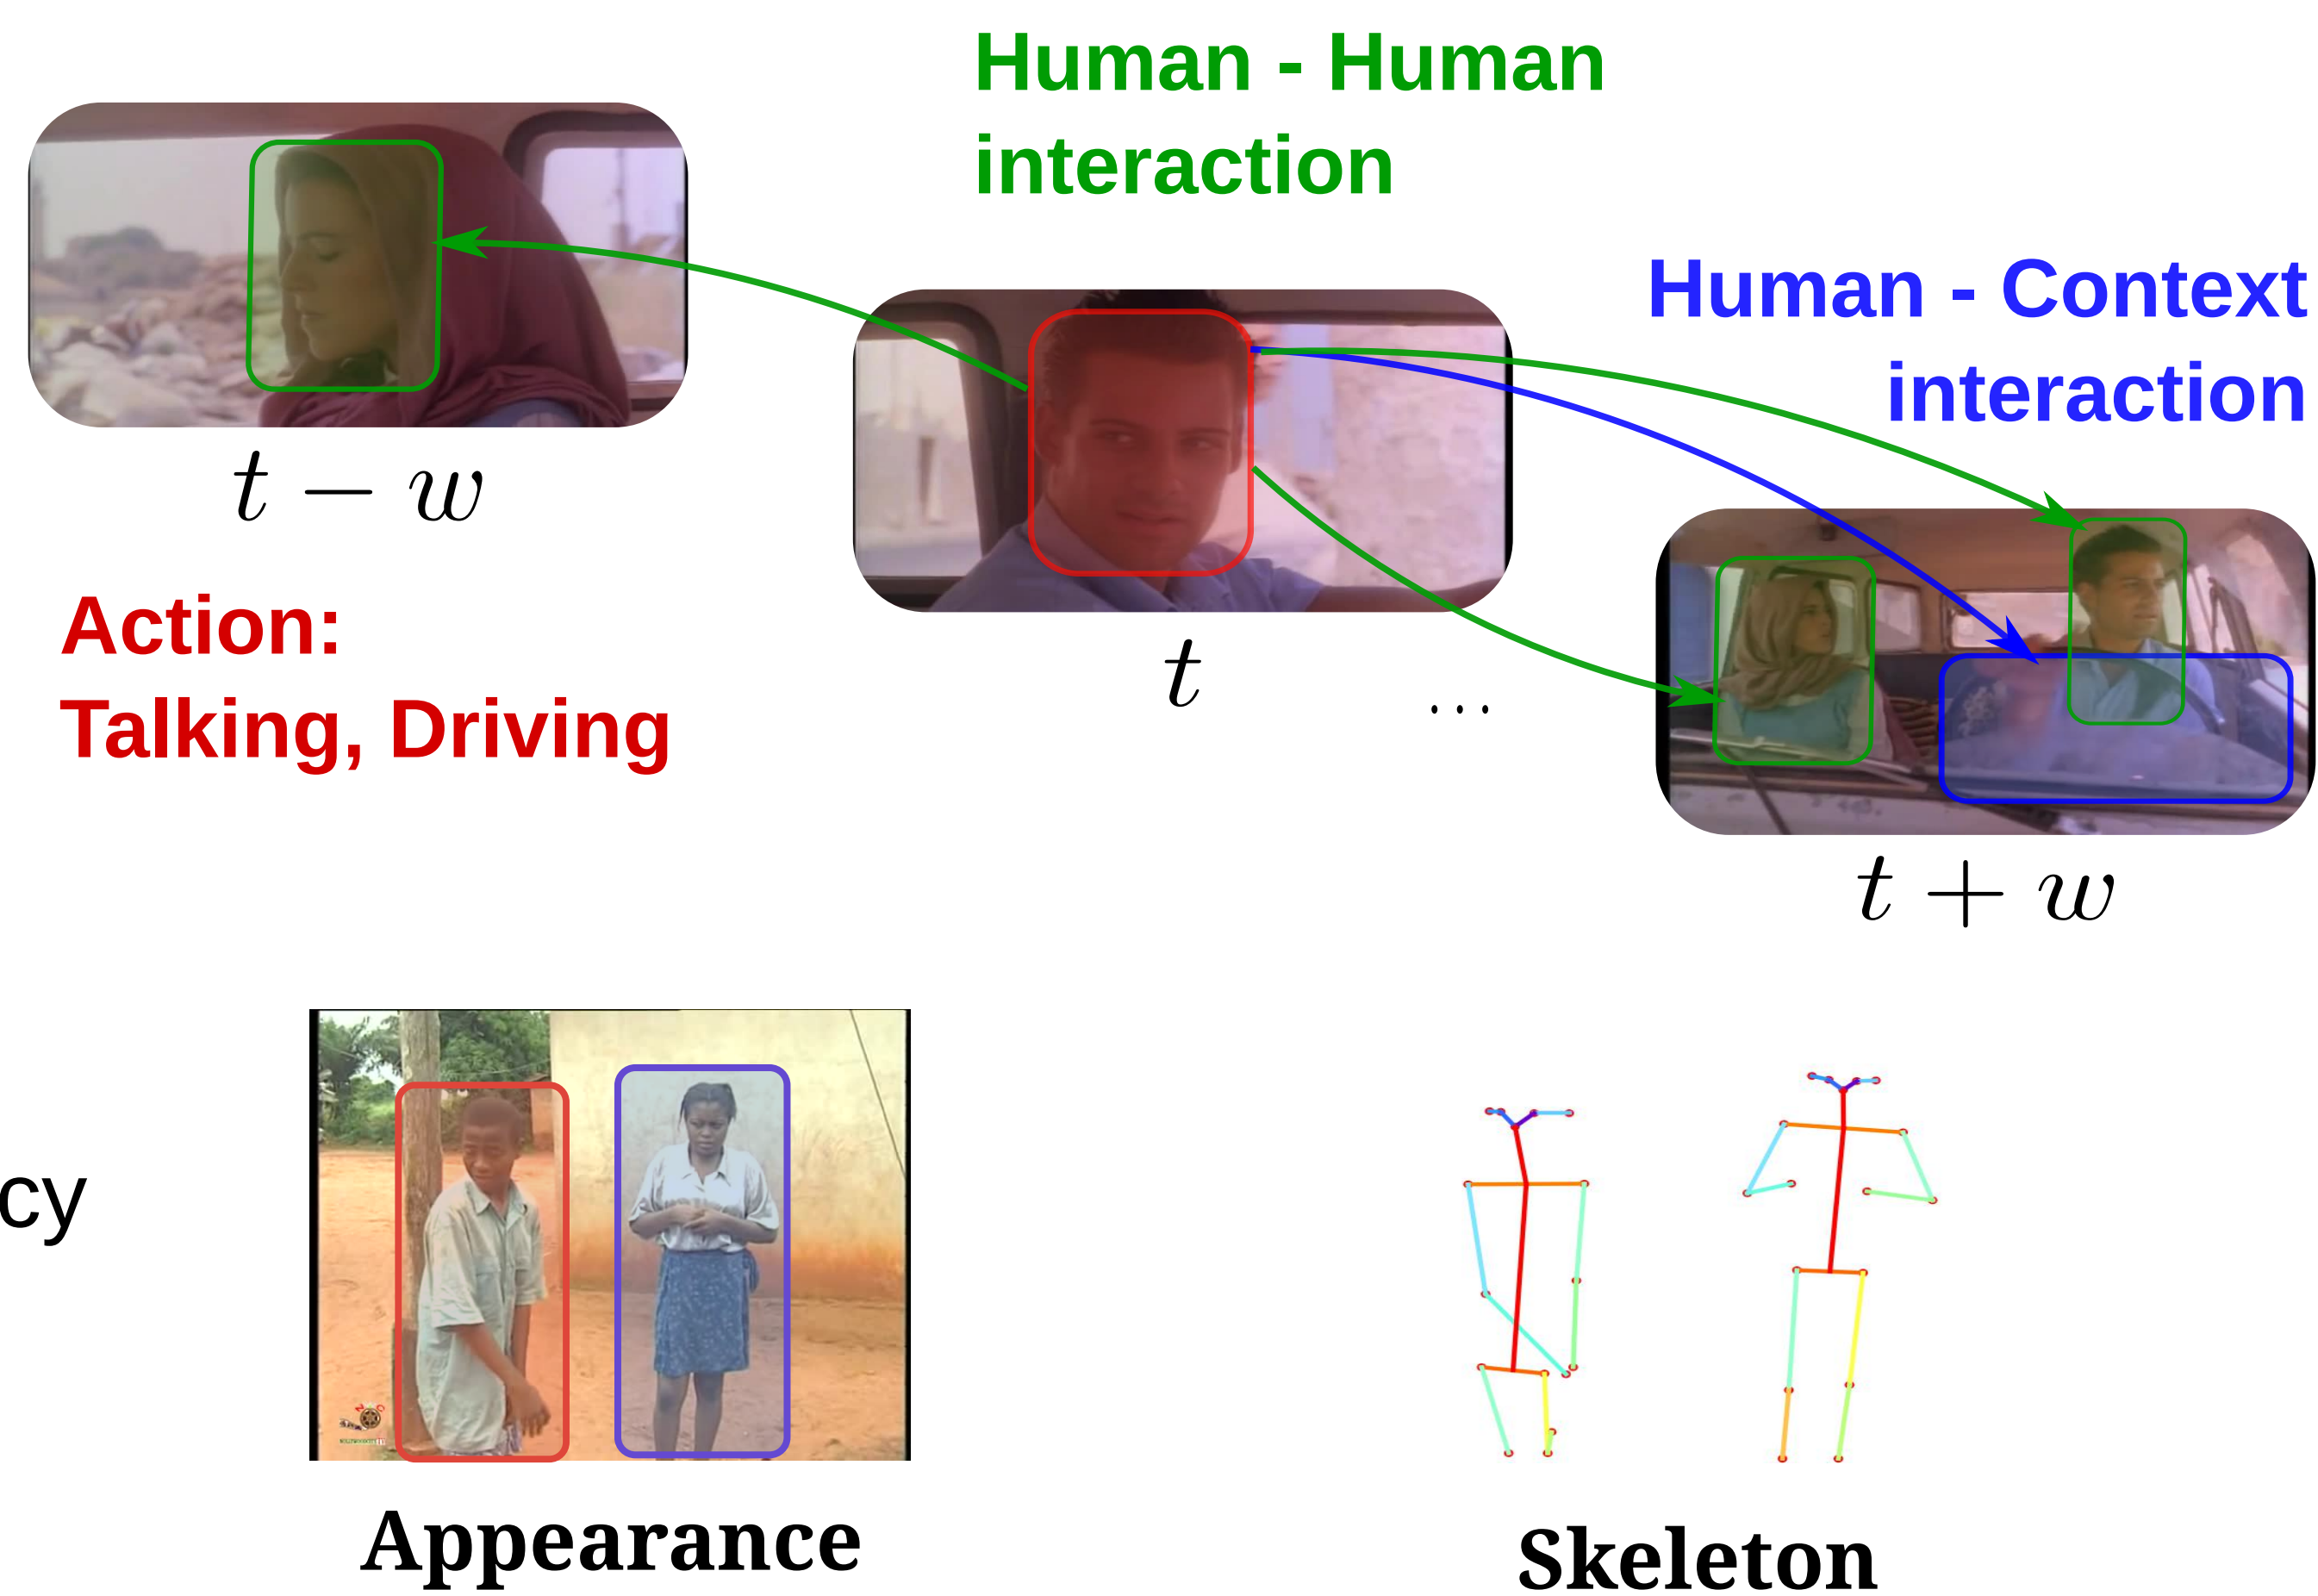 Human - Human
interaction
Human - Context
interaction
t − w
Action:
Talking, Driving
t
...
t + w
cy
Appearance
Skeleton